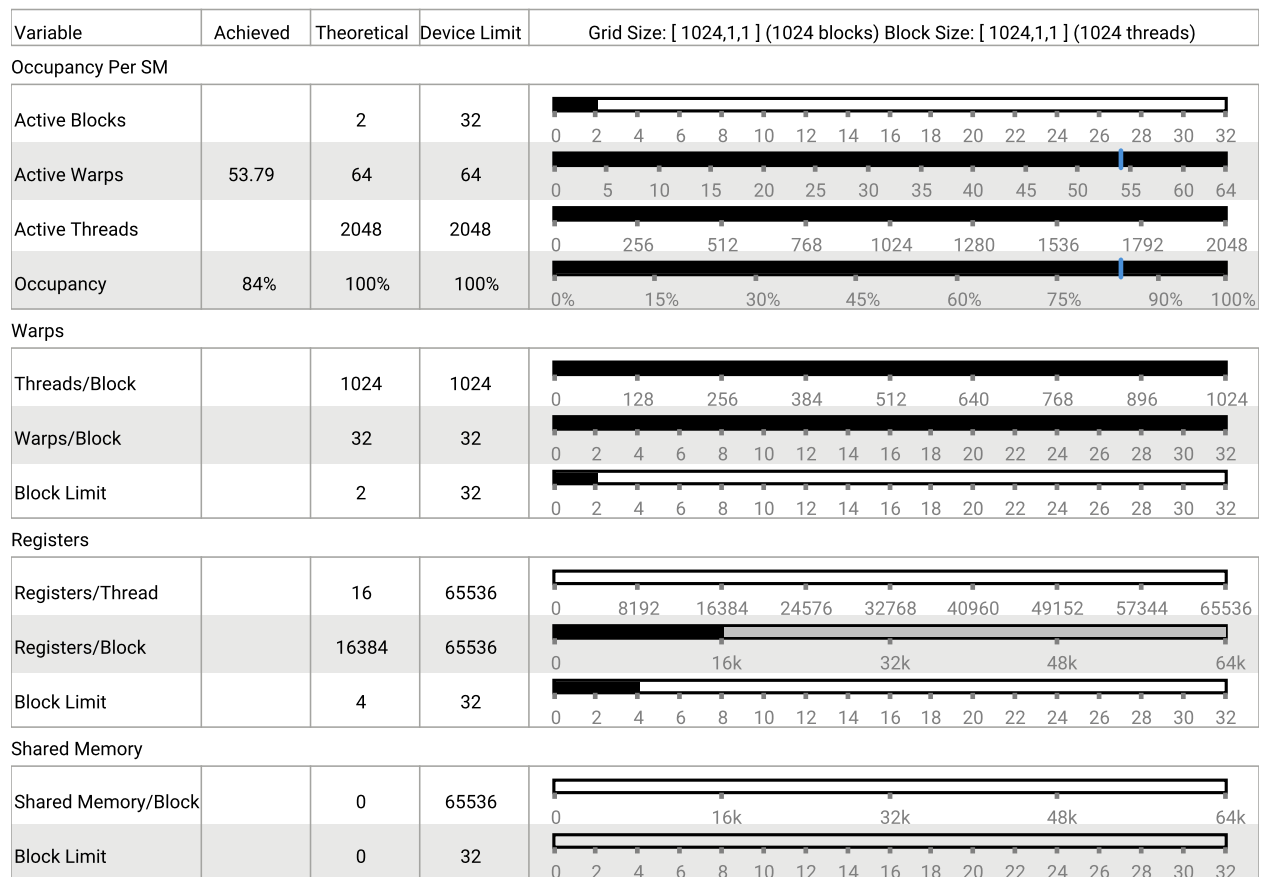 Variable Achieved Theoretical Device Limit Grid Size: [ 1024,1,1 ] (1024 blocks) Block Size: [ 1024,1,1 ] (1024 threads)
Occupancy Per SM
Active Blocks 2 32
0 2 4 6 8 10 12 14 16 18 20 22 24 26 28 30 32
Active Warps 53.79 64 64
0 5 10 15 20 25 30 35 40 45 50 55 60 64
Active Threads 2048 2048
0 256 512 768 1024 1280 1536 1792 2048
Occupancy 84% 100% 100%
0% 15% 30% 45% 60% 75% 90% 100%
Warps
Threads/Block 1024 1024
0 128 256 384 512 640 768 896 1024
Warps/Block 32 32
0 2 4 6 8 10 12 14 16 18 20 22 24 26 28 30 32
Block Limit 2 32
0 2 4 6 8 10 12 14 16 18 20 22 24 26 28 30 32
Registers
Registers/Thread 16 65536
0 8192 16384 24576 32768 40960 49152 57344 65536
Registers/Block 16384 65536
0 16k 32k 48k 64k
Block Limit 4 32
0 2 4 6 8 10 12 14 16 18 20 22 24 26 28 30 32
Shared Memory
Shared Memory/Block 0 65536
0 16k 32k 48k 64k
Block Limit 0 32
0 2 4 6 8 10 12 14 16 18 20 22 24 26 28 30 32